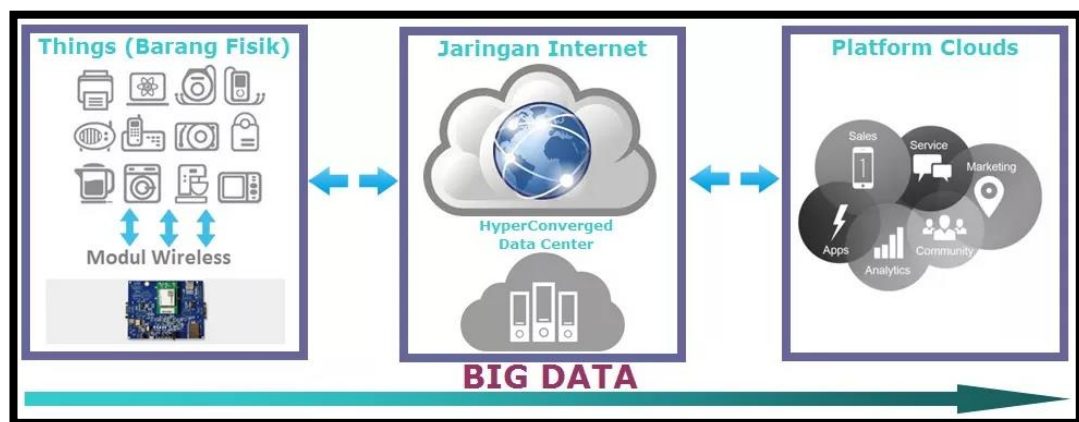 Things (Barang Fisik)
Modul Wireless
Jaringan Internet
HyperConverged
Data Center
Platform Clouds
Sales
1
Service
Marketing
Apps
Analytics
Community
BIG DATA